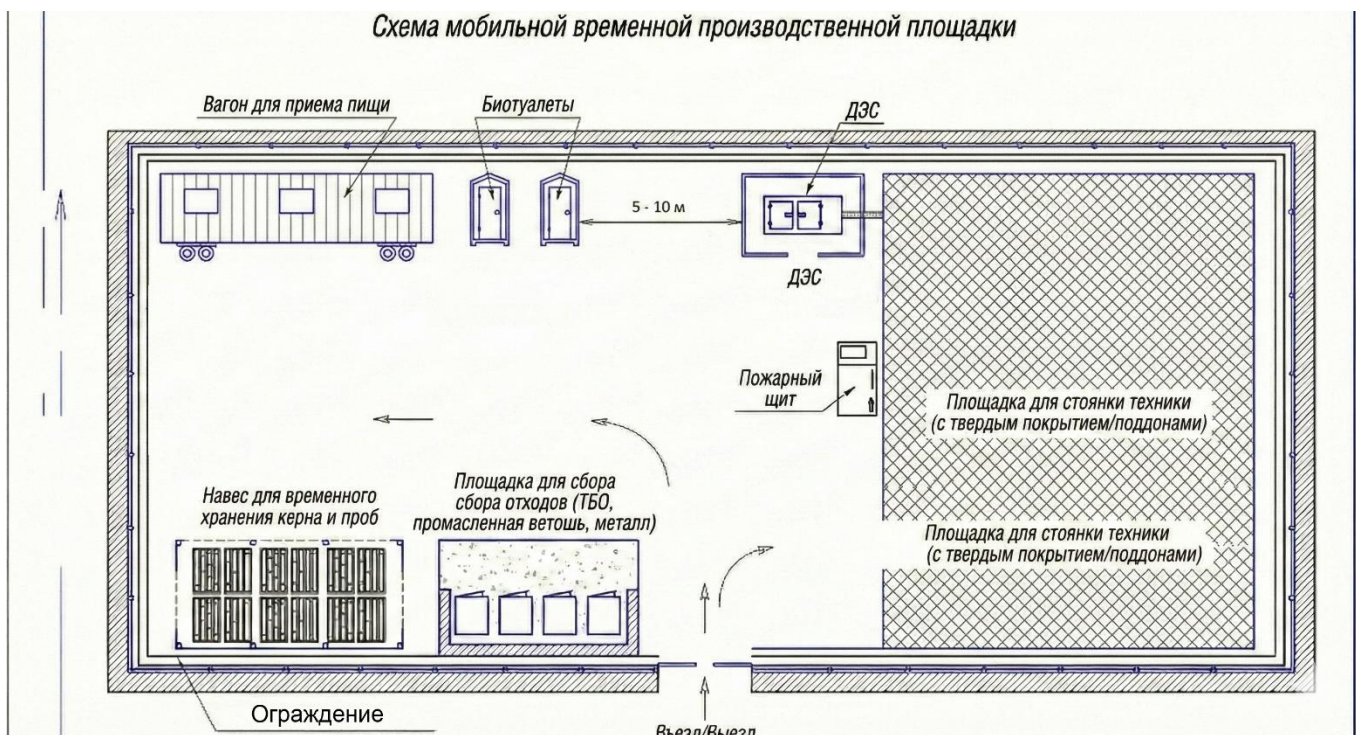 Схема мобильной временной производственной площадки
Вагон для приема пищи
Биотуалеты
ДЭС
5 - 10 м
ДЭС
Пожарный
щит
Площадка для стоянки техники
(с твердым покрытием/поддонами)
Навес для временного
хранения керна и проб
Площадка для сбора
сбора отходов (ТБО,
промасленная ветошь, металл)
Площадка для стоянки техники
(с твердым покрытием/поддонами)
Ограждение
Въезд/Выезд